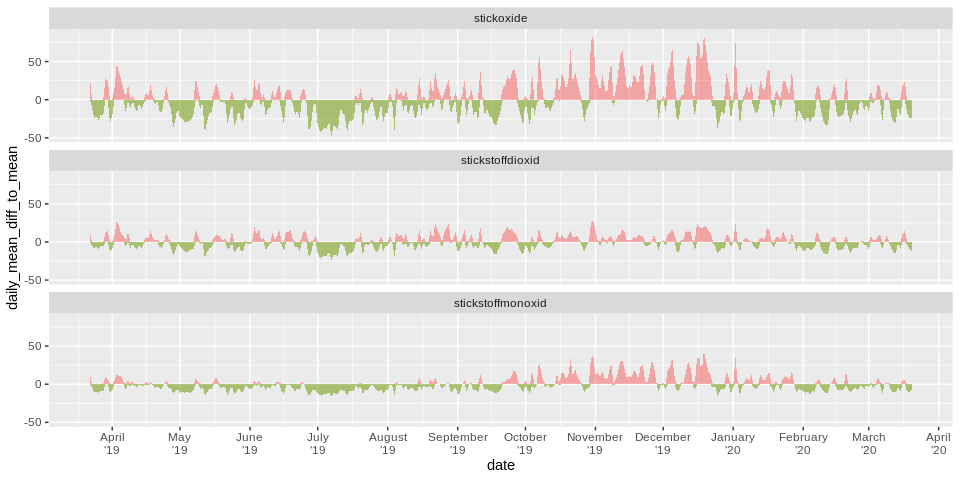 stickoxide
50
0
-50
stickstoffdioxid
50
0
-50
stickstoffmonoxid
50
0
-50
daily_mean_diff_to_mean
April May June July August September October November December January February March April
'19 '19 '19 '19 '19 '19 '19 '19 '19 '20 '20 '20 '20
date